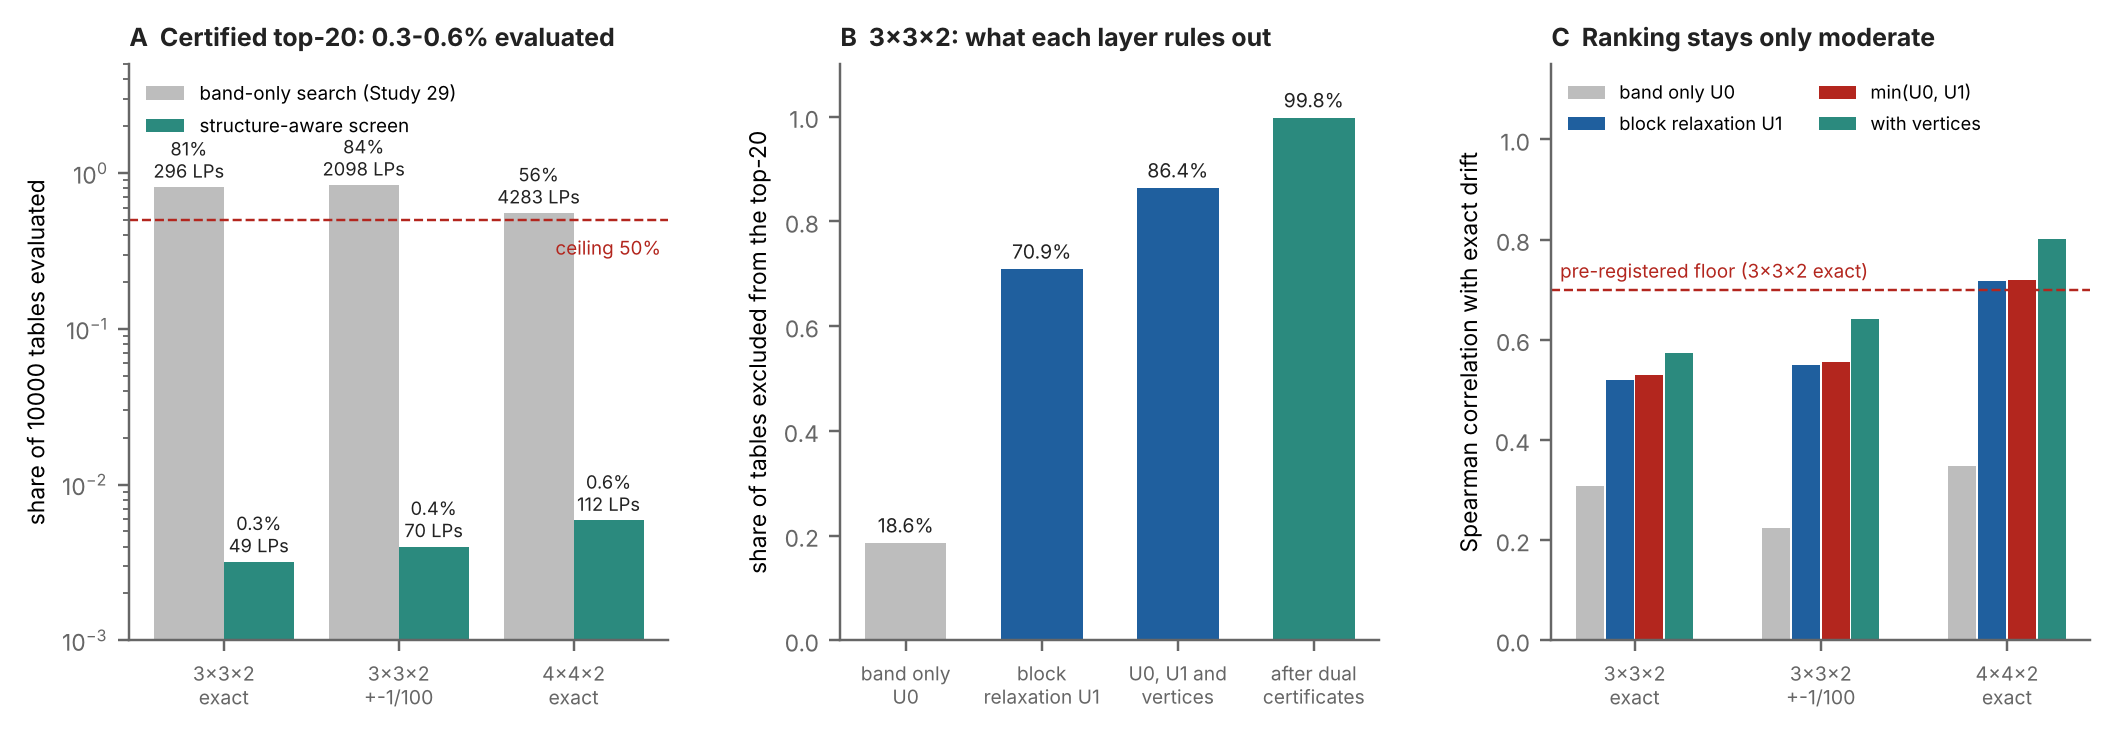 A Certified top-20: 0.3-0.6% evaluated
band-only search (Study 29)
structure-aware screen
share of 10000 tables evaluated
10⁰
10⁻¹
10⁻²
10⁻³
81%
296 LPs
84%
2098 LPs
56%
4283 LPs
ceiling 50%
0.3%
49 LPs
0.4%
70 LPs
0.6%
112 LPs
3×3×2
exact
3×3×2
+-1/100
4×4×2
exact
B 3×3×2: what each layer rules out
share of tables excluded from the top-20
1.0
0.8
0.6
0.4
0.2
0.0
18.6%
70.9%
86.4%
99.8%
band only
U0
block
relaxation U1
U0, U1 and
vertices
after dual
certificates
C Ranking stays only moderate
band only U0
block relaxation U1
min(U0, U1)
with vertices
Spearman correlation with exact drift
1.0
0.8
0.6
0.4
0.2
0.0
pre-registered floor (3×3×2 exact)
3×3×2
exact
3×3×2
+-1/100
4×4×2
exact